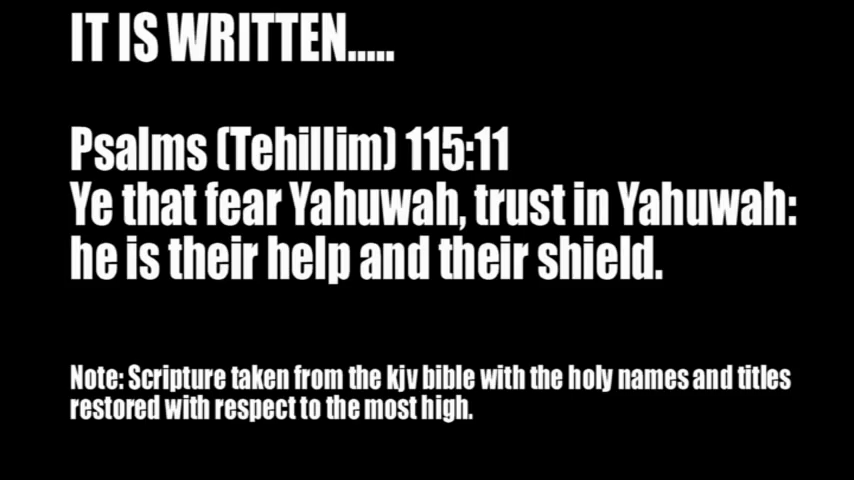 IT IS WRITTEN.....
Psalms (Tehillim) 115:11
Ye that fear Yahuwah, trust in Yahuwah:
he is their help and their shield.
Note: Scripture taken from the kjv bible with the holy names and titles
restored with respect to the most high.